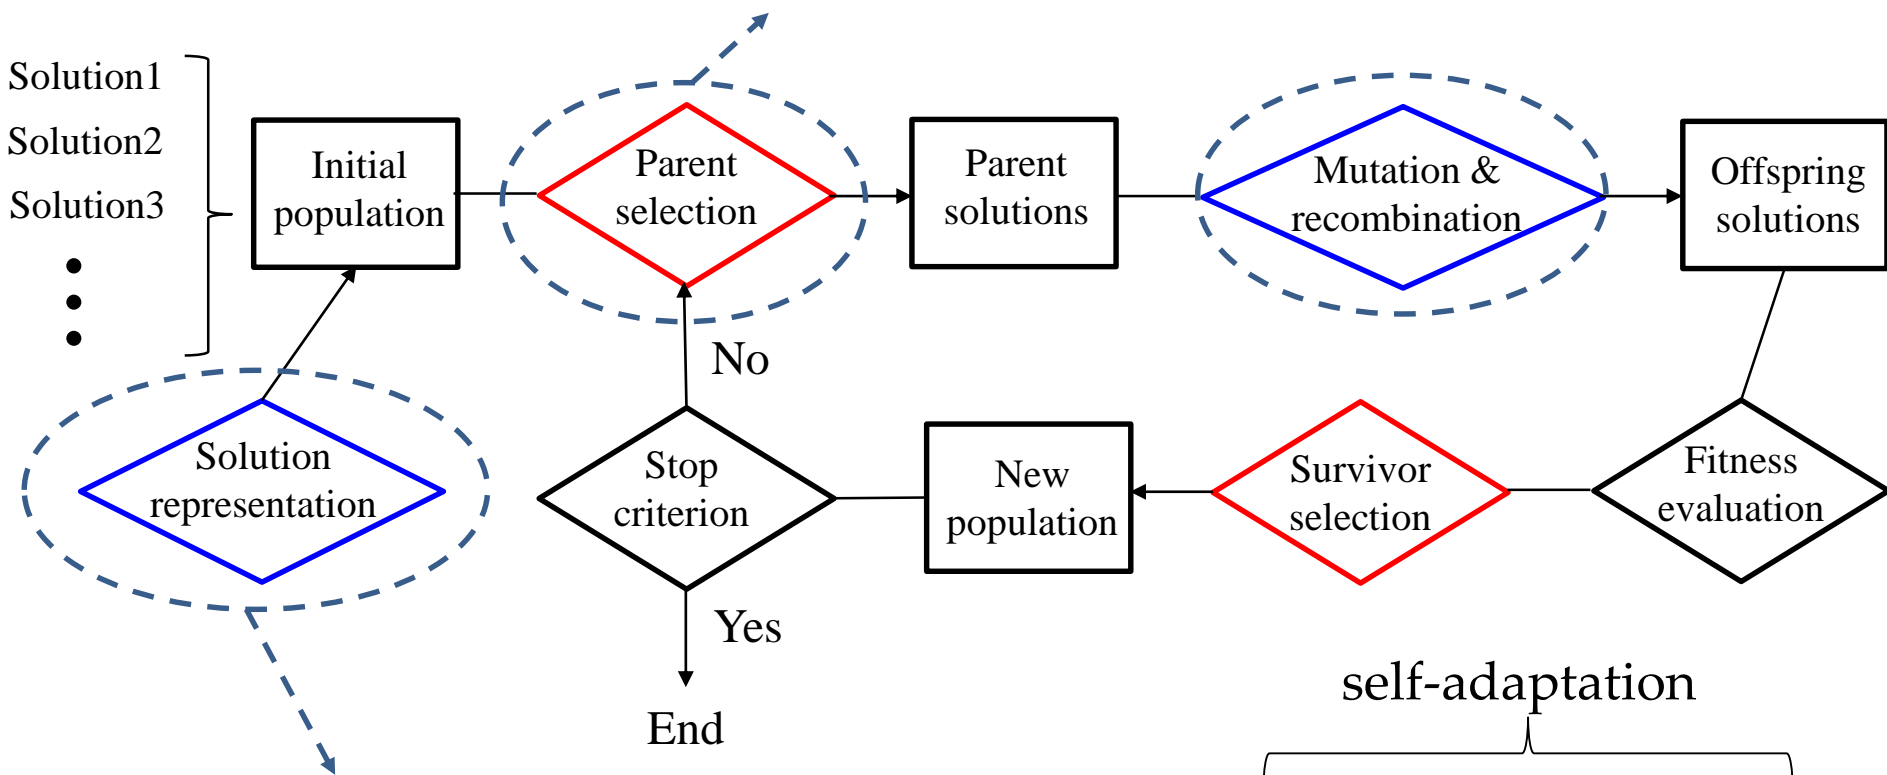 Solution1
Solution2
Solution3
Initial
population
Parent
selection
Parent
solutions
Mutation &
recombination
Offspring
solutions
No
Solution
representation
Stop
criterion
New
population
Survivor
selection
Fitness
evaluation
Yes
End
self-adaptation